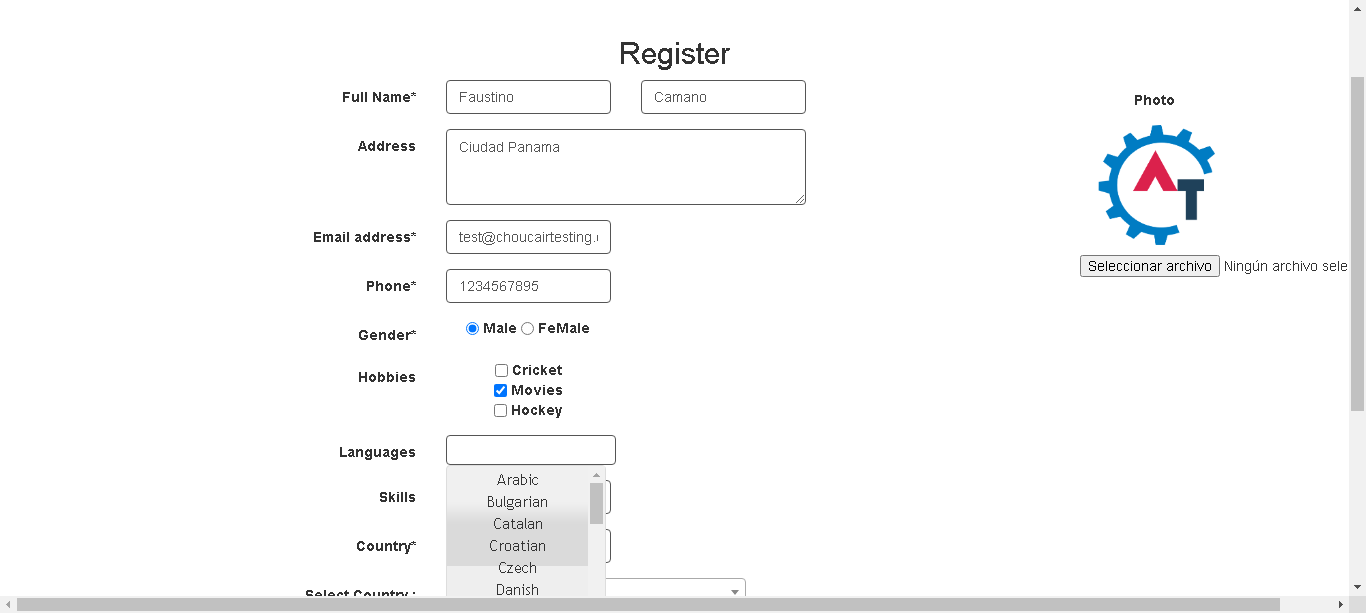 Register
Full Name*
Faustino
Camano
Photo
Address
Ciudad Panama
AT
Email address*
test@choucairtesting.
Seleccionar archivo Ningún archivo sele
Phone*
1234567895
Gender*
Male FeMale
Hobbies
Cricket
Movies
Hockey
Languages
Arabic
Skills
Bulgarian
Catalan
Country*
Croatian
Czech
Danish
Select Country :